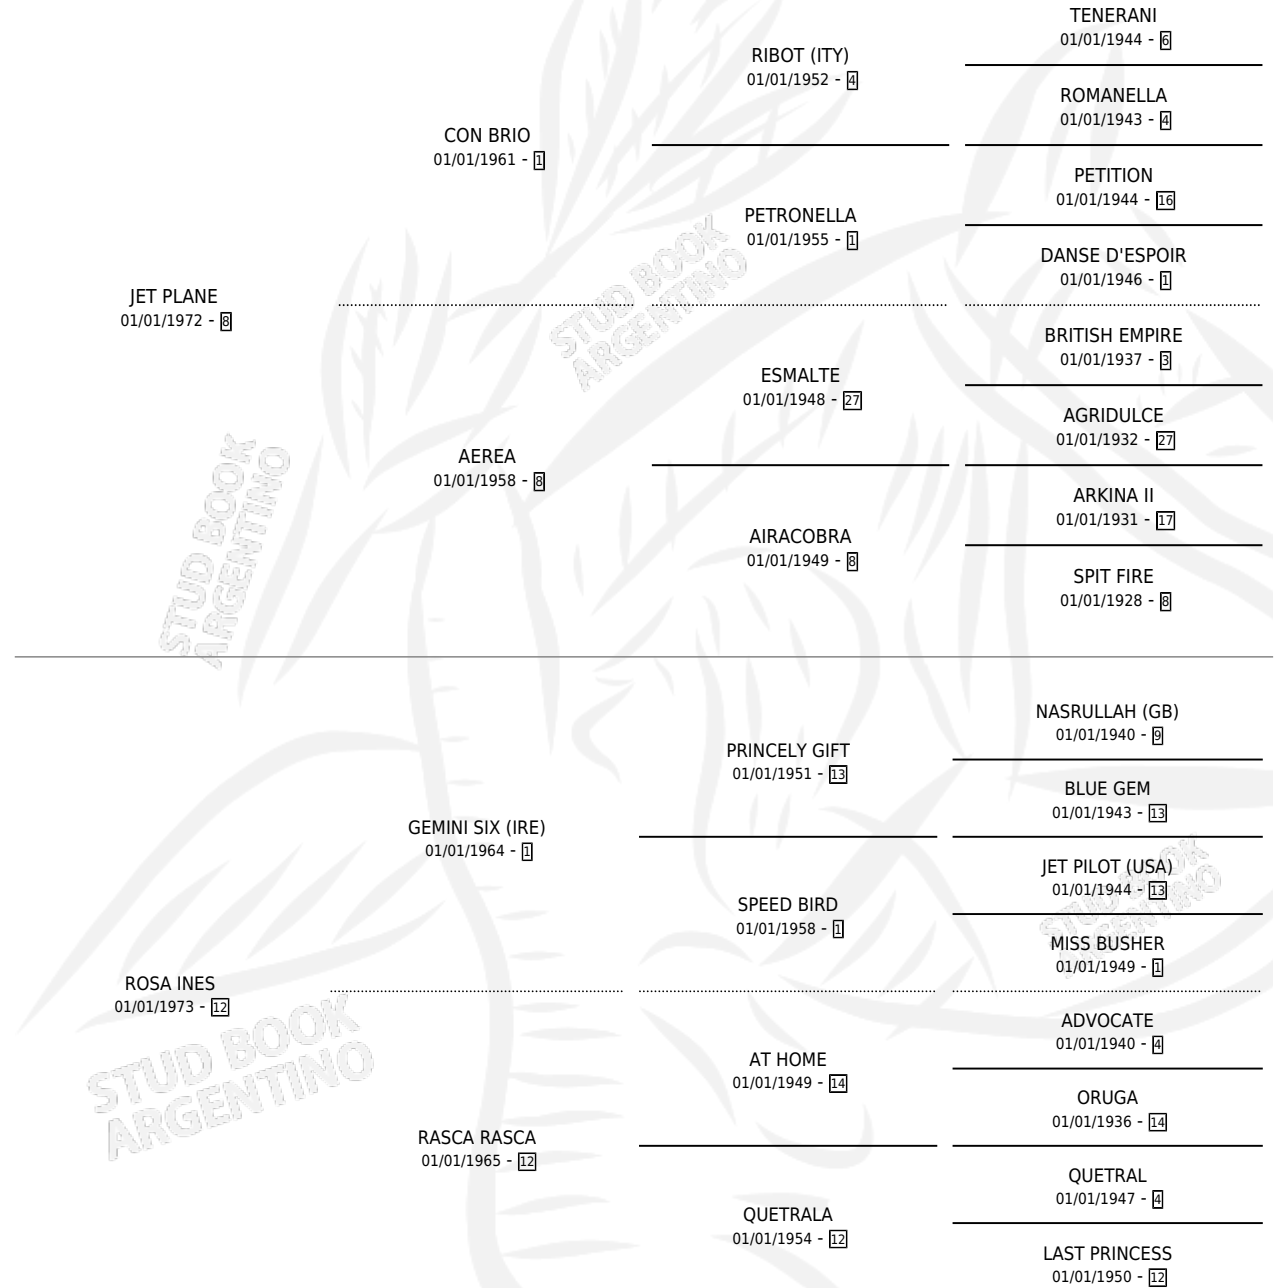 TENERANI
01/01/1944 - 6
RIBOT (ITY)
01/01/1952 - 4
ROMANELLA
01/01/1943 - 4
CON BRIO
01/01/1961 - 1
PETITION
01/01/1944 - 16
PETRONELLA
01/01/1955 - 1
DANSE D'ESPOIR
01/01/1946 - 1
JET PLANE
01/01/1972 - 8
STUD BOOK
ARGENTINO
BRITISH EMPIRE
01/01/1937 - 3
ESMALTE
01/01/1948 - 27
AGRIDULCE
01/01/1932 - 27
AEREA
01/01/1958 - 8
ARKINA II
01/01/1931 - 17
AIRACOBRA
01/01/1949 - 8
SPIT FIRE
01/01/1928 - 8
STUD BOOK
ARGENTINO
NASRULLAH (GB)
01/01/1940 - 9
PRINCELY GIFT
01/01/1951 - 13
BLUE GEM
01/01/1943 - 13
GEMINI SIX (IRE)
01/01/1964 - 1
JET PILOT (USA)
01/01/1944 - 13
SPEED BIRD
01/01/1958 - 1
MISS BUSHER
01/01/1949 - 1
STUD BOOK
ARGENTINO
ROSA INES
01/01/1973 - 12
STUD BOOK
ARGENTINO
ADVOCATE
01/01/1940 - 4
AT HOME
01/01/1949 - 14
ORUGA
01/01/1936 - 14
RASCA RASCA
01/01/1965 - 12
QUETRAL
01/01/1947 - 4
QUETRALA
01/01/1954 - 12
LAST PRINCESS
01/01/1950 - 12